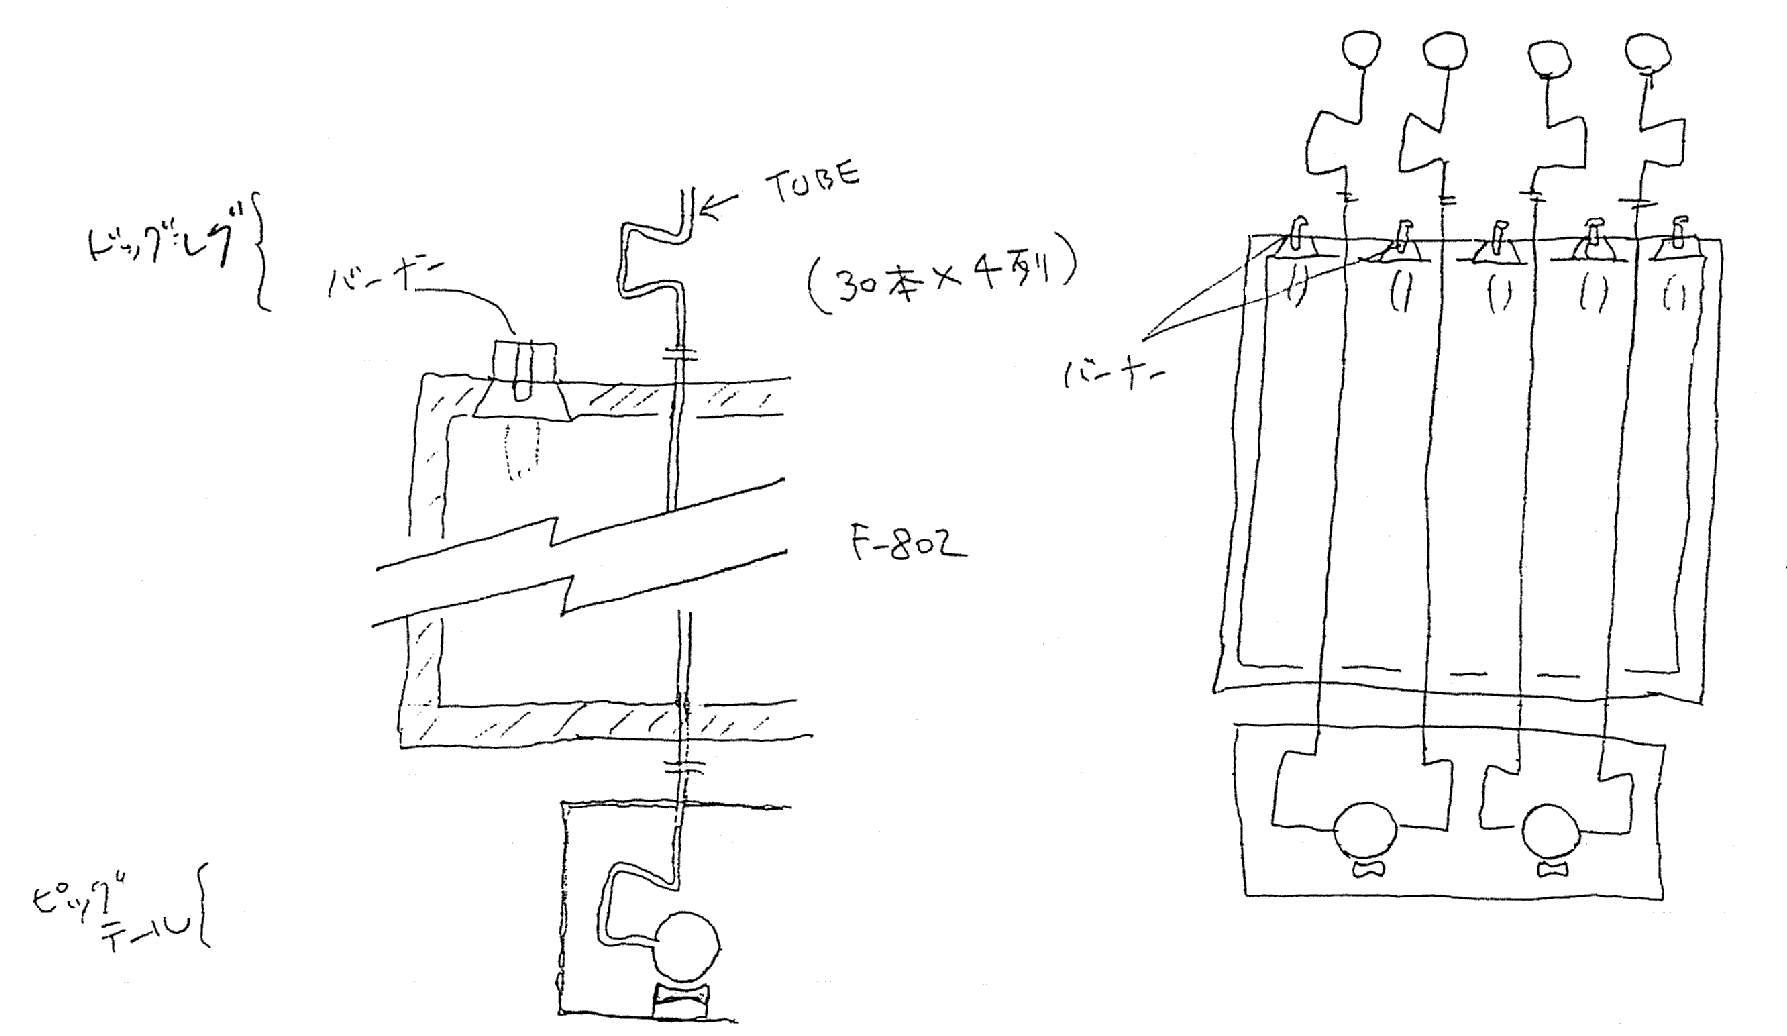 TUBE
ドッグレグ
バーナー
(30本×4列)
バーナー
F-802
ピッグ
テール